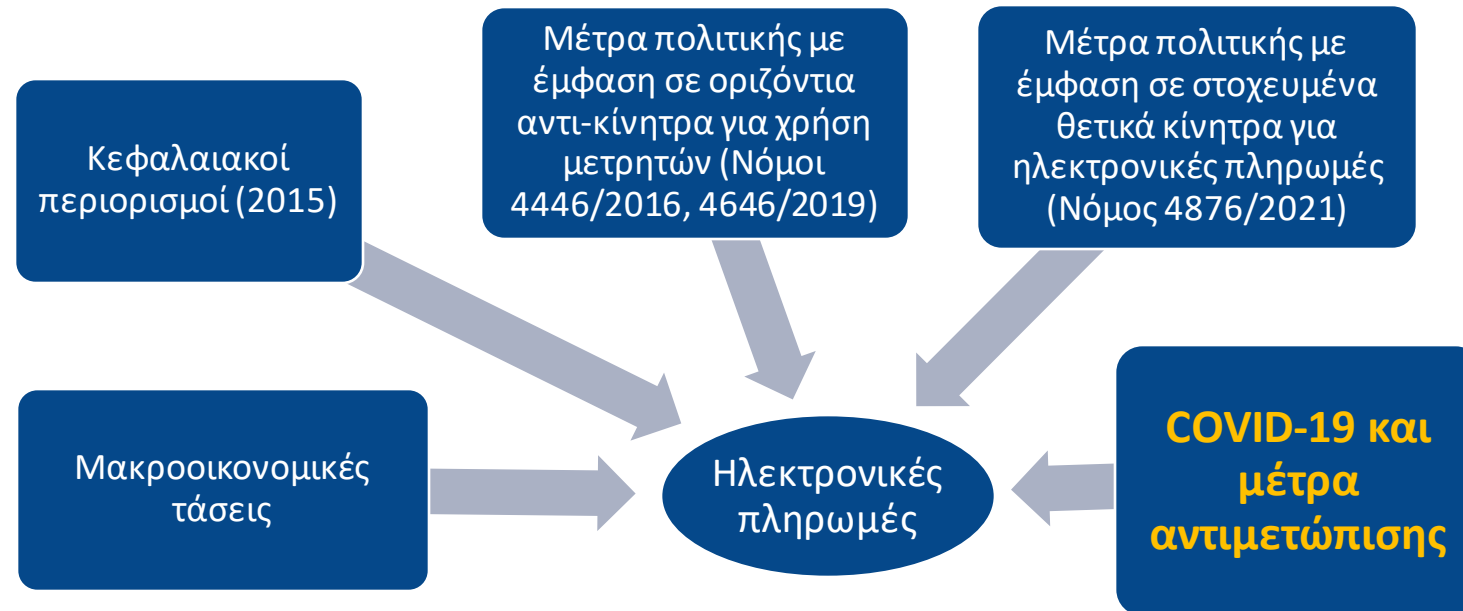 Κεφαλαιακοί
περιορισμοί (2015)
Μέτρα πολιτικής με
έμφαση σε οριζόντια
αντι-κίνητρα για χρήση
μετρητών (Νόμοι
4446/2016, 4646/2019)
Μέτρα πολιτικής με
έμφαση σε στοχευμένα
θετικά κίνητρα για
ηλεκτρονικές πληρωμές
(Νόμος 4876/2021)
Μακροοικονομικές
τάσεις
Ηλεκτρονικές
πληρωμές
COVID-19 και
μέτρα
αντιμετώπισης